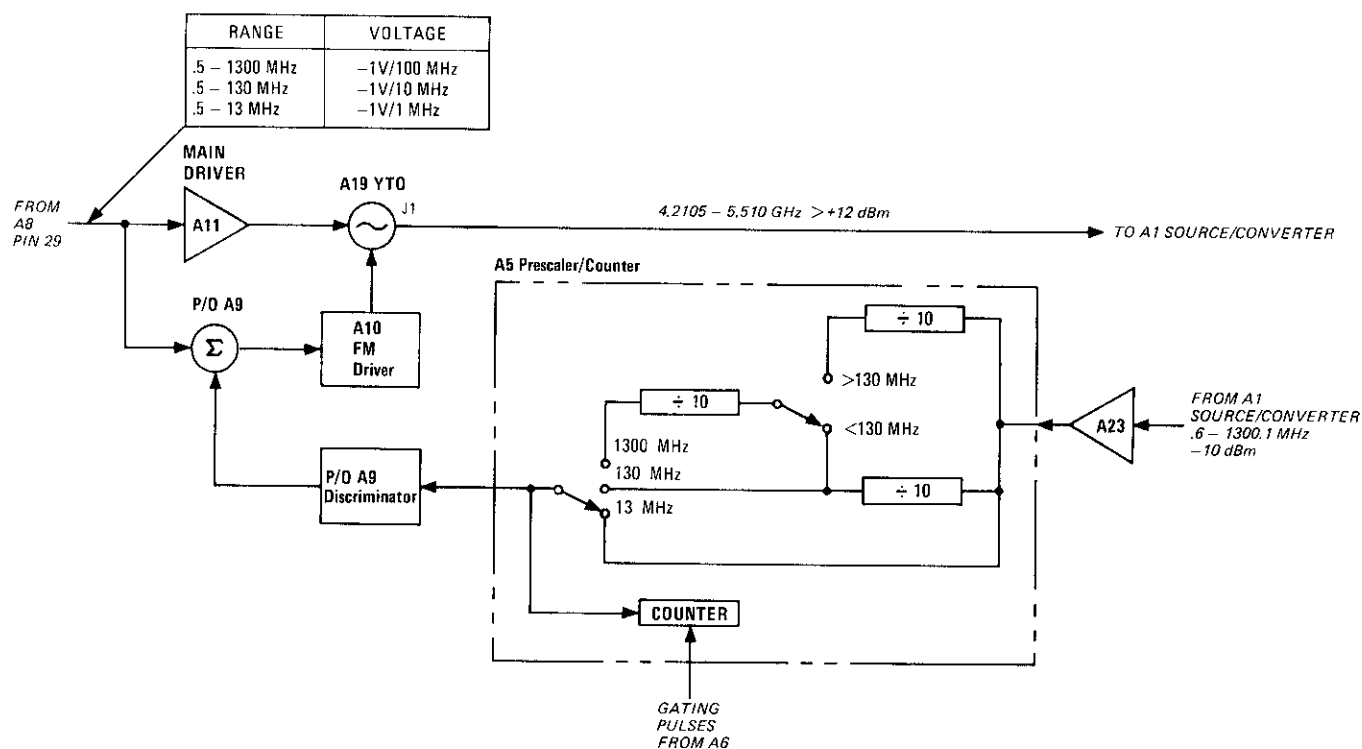 RANGE VOLTAGE
.5 – 1300 MHz –1V/100 MHz
.5 – 130 MHz –1V/10 MHz
.5 – 13 MHz –1V/1 MHz
MAIN
DRIVER
A11
FROM
A8
PIN 29
A19 YTO
J1
4.2105 – 5.510 GHz > +12 dBm
TO A1 SOURCE/CONVERTER
P/O A9
Σ
A10
FM
Driver
P/O A9
Discriminator
A5 Prescaler/Counter
÷ 10
>130 MHz
÷ 10
<130 MHz
1300 MHz
130 MHz
13 MHz
÷ 10
A23
FROM A1
SOURCE/CONVERTER
.6 – 1300.1 MHz
–10 dBm
COUNTER
GATING
PULSES
FROM A6